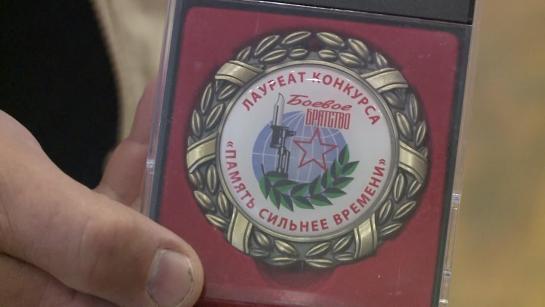 ЛАУРЕАТ КОНКУРСА
Боевое
БРАТСТВО
«ПАМЯТЬ СИЛЬНЕЕ ВРЕМЕНИ»